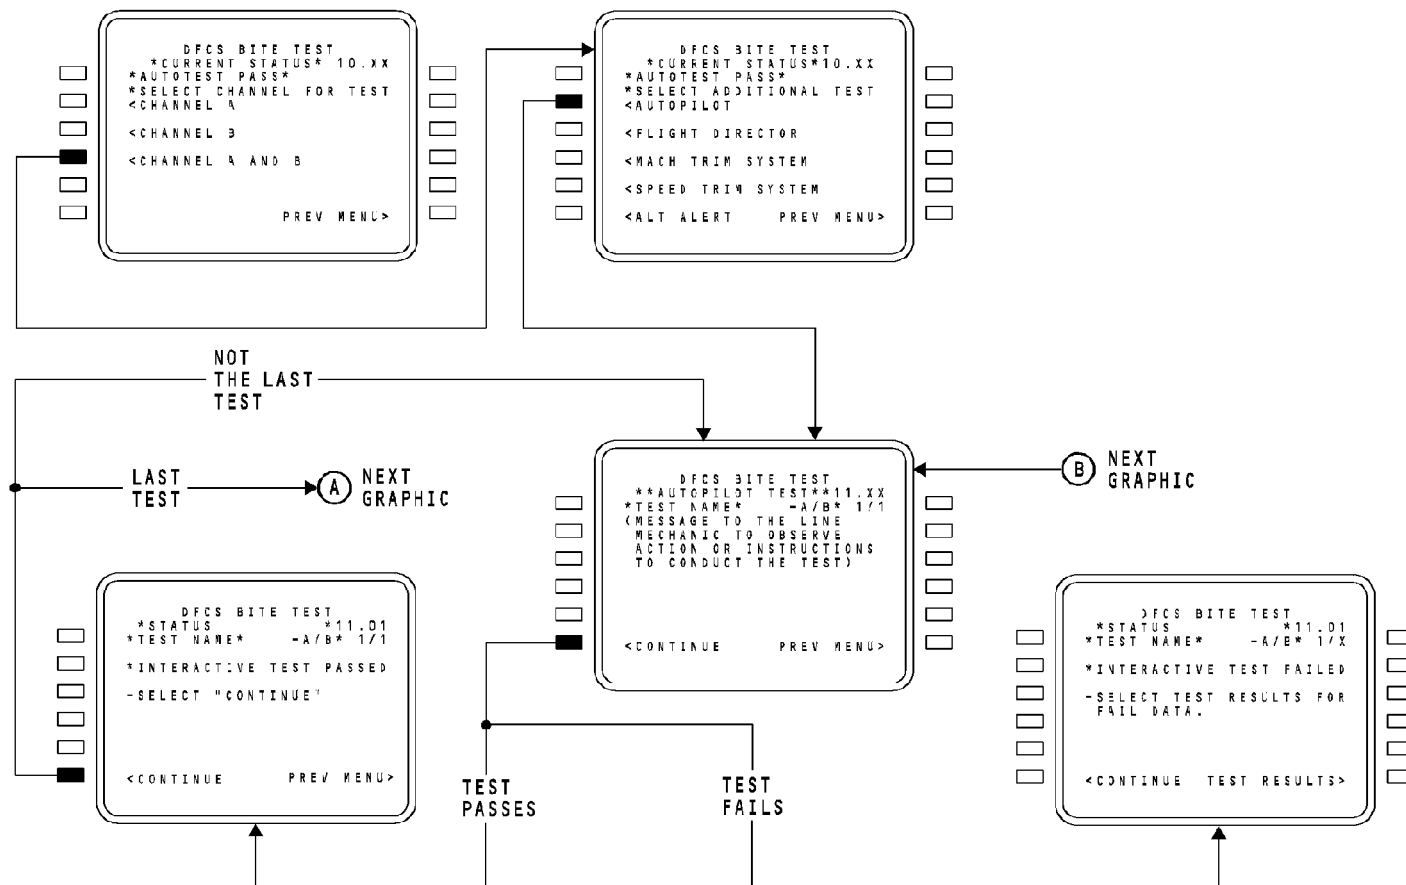 DFCS BITE TEST
*CURRENT STATUS* 10.XX
*AUTOTEST PASS*
*SELECT CHANNEL FOR TEST
<CHANNEL A
<CHANNEL B
<CHANNEL A AND B
PREV MENU>
DFCS BITE TEST
*CURRENT STATUS*10.XX
*AUTOTEST PASS*
*SELECT ADDITIONAL TEST
<AUTOPILOT
<FLIGHT DIRECTOR
<MACH TRIM SYSTEM
<SPEED TRIM SYSTEM
<ALT ALERT PREV MENU>
NOT
THE LAST
TEST
LAST
TEST
A
NEXT
GRAPHIC
DFCS BITE TEST
**AUTOPILOT TEST**11.XX
*TEST NAME* -A/B* 1/1
(MESSAGE TO THE LINE
MECHANIC TO OBSERVE
ACTION OR INSTRUCTIONS
TO CONDUCT THE TEST)
<CONTINUE PREV MENU>
B
NEXT
GRAPHIC
DFCS BITE TEST
*STATUS *11.01
*TEST NAME* -A/B* 1/1
*INTERACTIVE TEST PASSED
-SELECT "CONTINUE"
<CONTINUE PREV MENU>
TEST
PASSES
TEST
FAILS
DFCS BITE TEST
*STATUS *11.01
*TEST NAME* -A/B* 1/X
*INTERACTIVE TEST FAILED
-SELECT TEST RESULTS FOR
FAIL DATA.
<CONTINUE TEST RESULTS>